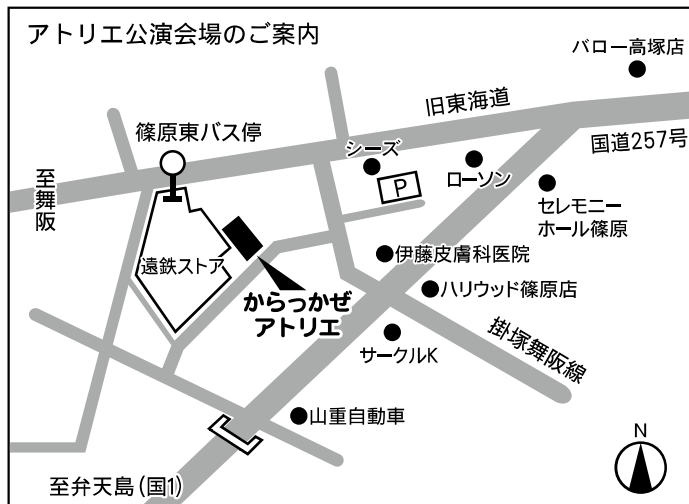 アトリエ公演会場のご案内
バロー高塚店
旧東海道
国道257号
篠原東バス停
シーズ
P
ローソン
至舞阪
セレモニー
ホール篠原
遠鉄ストア
伊藤皮膚科医院
からっかぜ
アトリエ
ハリウッド篠原店
サークルK
掛塚舞阪線
山重自動車
N
至弁天島(国1)